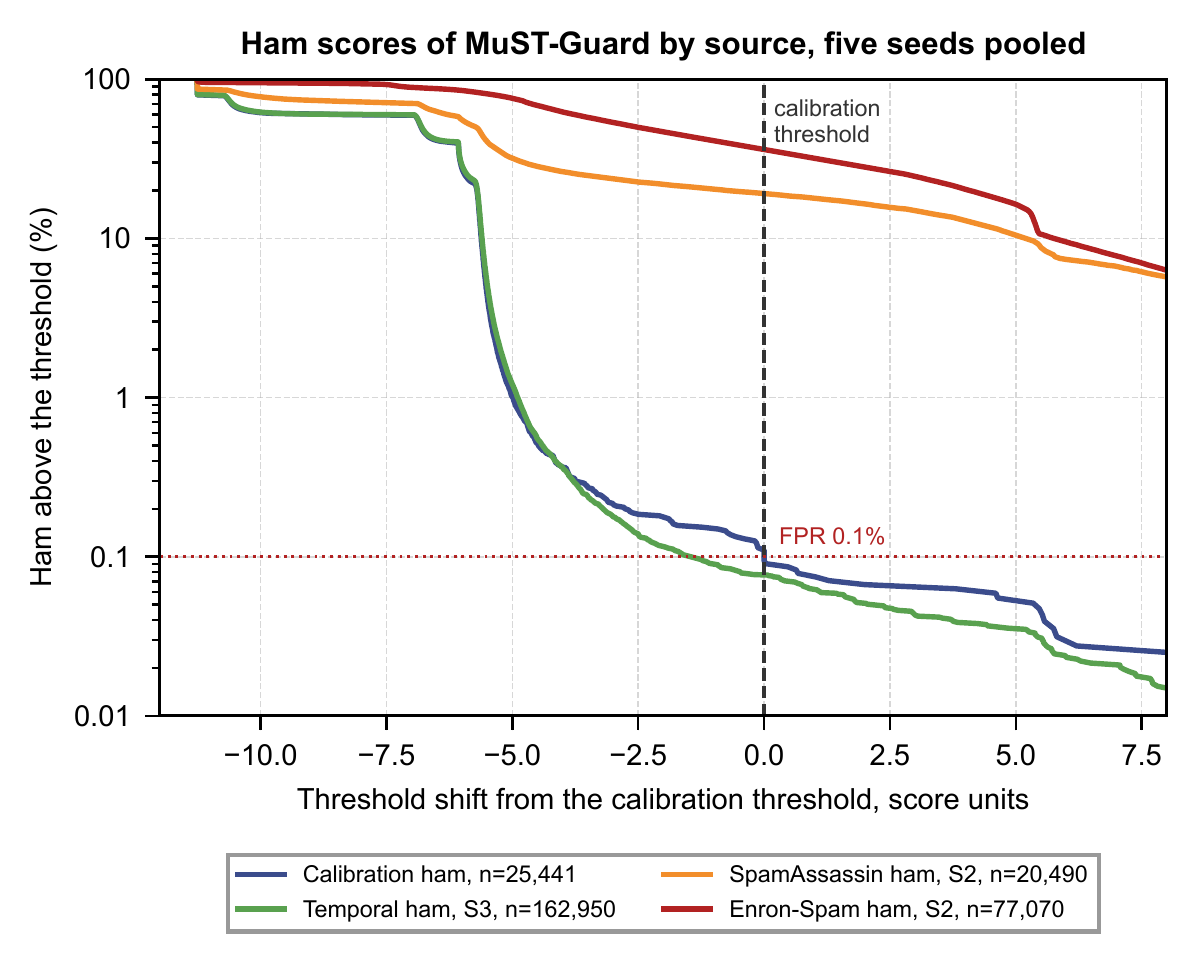 Ham scores of MuST-Guard by source, five seeds pooled
Ham above the threshold (%)
100
10
1
0.1
0.01
calibration
threshold
FPR 0.1%
−10.0 −7.5 −5.0 −2.5 0.0 2.5 5.0 7.5
Threshold shift from the calibration threshold, score units
Calibration ham, n=25,441
Temporal ham, S3, n=162,950
SpamAssassin ham, S2, n=20,490
Enron-Spam ham, S2, n=77,070